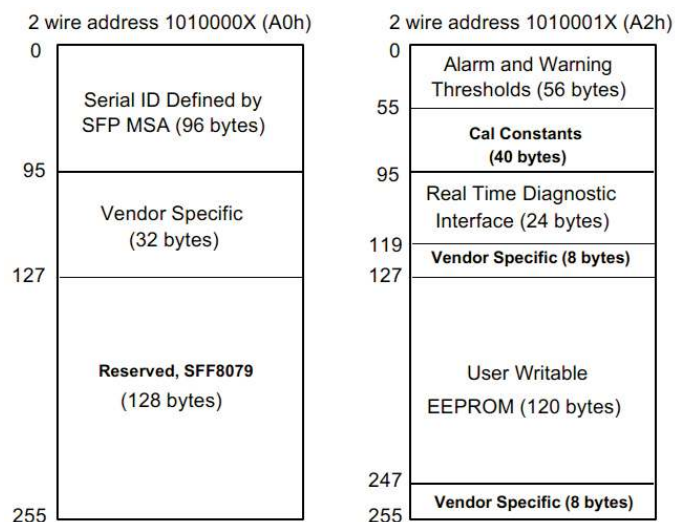 2 wire address 1010000X (A0h)
0
Serial ID Defined by
SFP MSA (96 bytes)
95
Vendor Specific
(32 bytes)
127
Reserved, SFF8079
(128 bytes)
255
2 wire address 1010001X (A2h)
0
Alarm and Warning
Thresholds (56 bytes)
55
Cal Constants
(40 bytes)
95
Real Time Diagnostic
Interface (24 bytes)
119
Vendor Specific (8 bytes)
127
User Writable
EEPROM (120 bytes)
247
Vendor Specific (8 bytes)
255